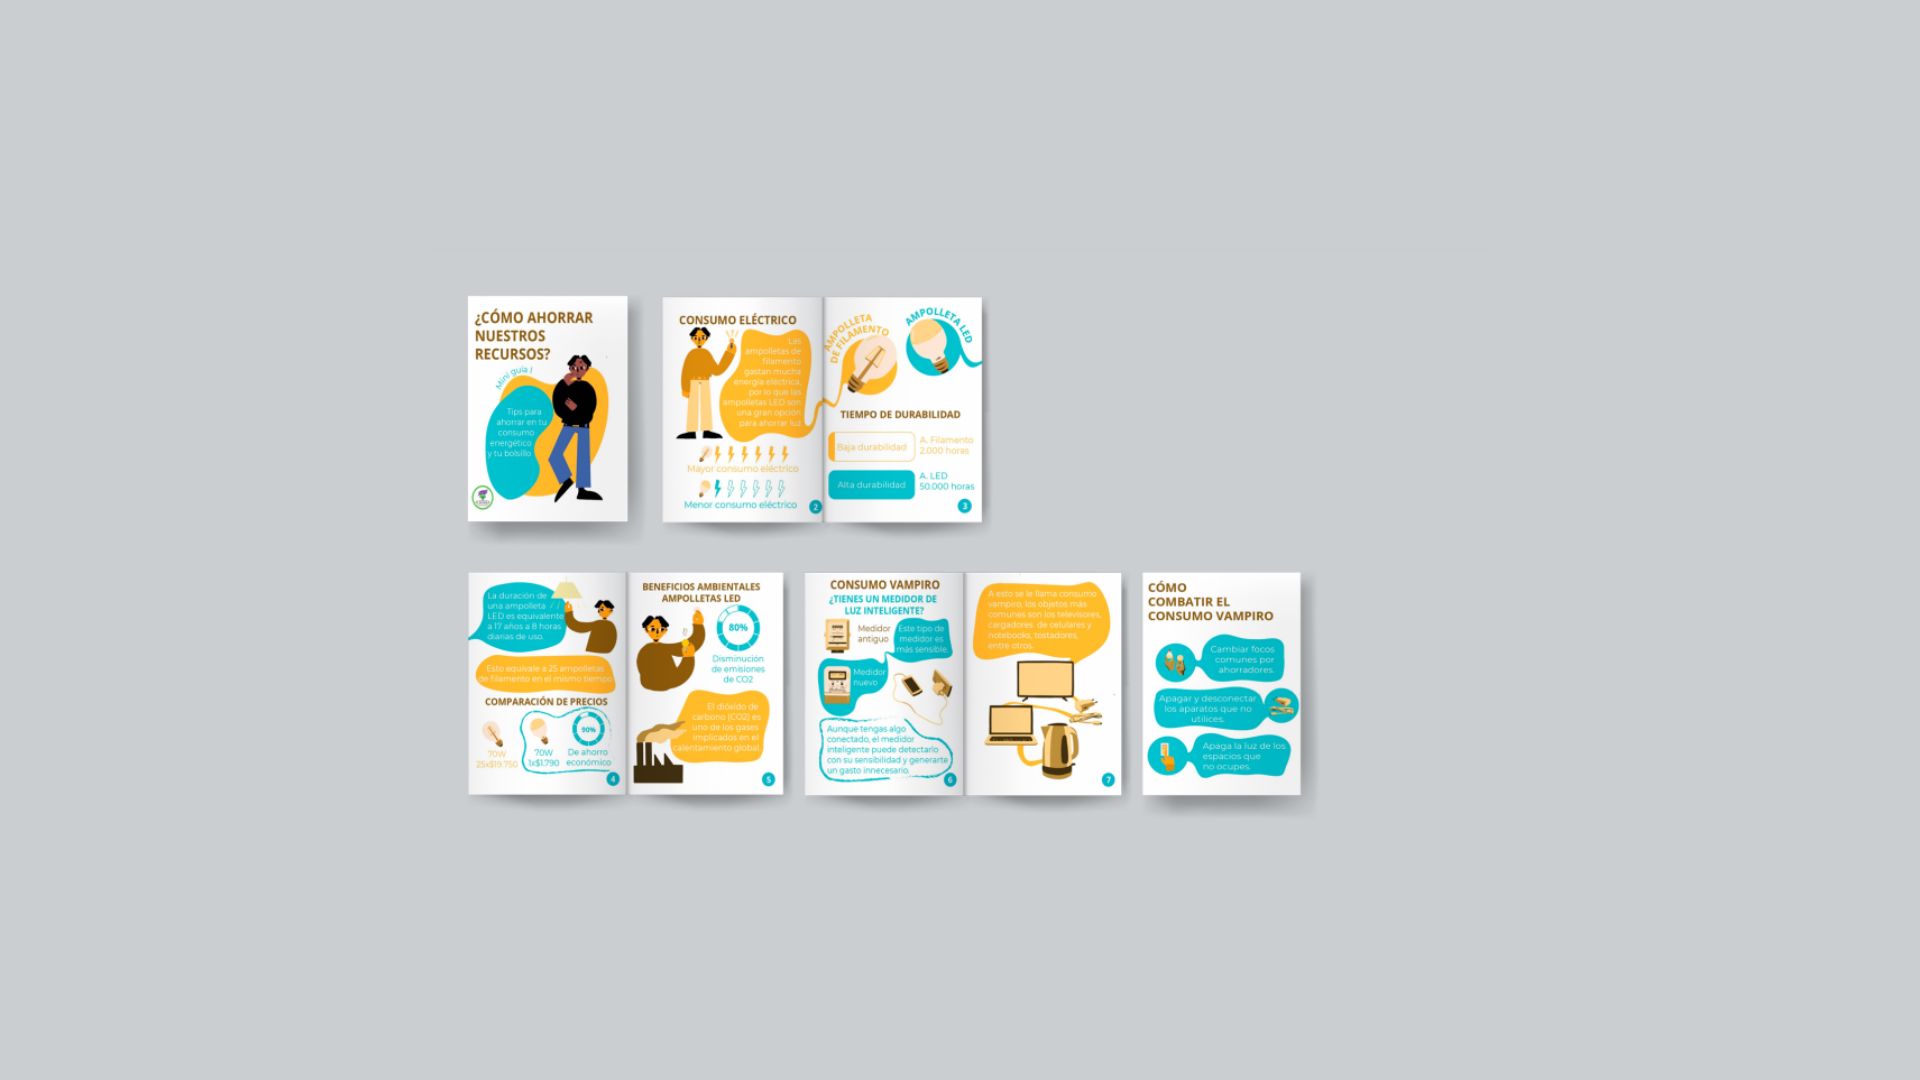 ¿CÓMO AHORRAR
NUESTROS
RECURSOS?
Mini guía 1
Tips para
ahorrar en tu
consumo
energético
y tu bolsillo
CONSUMO ELÉCTRICO
Las
ampolletas de
filamento
gastan mucha
energía eléctrica,
por lo que las
ampolletas LED son
una gran opción
para ahorrar luz
Mayor consumo eléctrico
Menor consumo eléctrico
2
AMPOLLETA
DE FILAMENTO
AMPOLLETA LED
TIEMPO DE DURABILIDAD
Baja durabilidad
A. Filamento
2.000 horas
Alta durabilidad
A. LED
50.000 horas
3
La duración de
una ampolleta
LED es equivalente
a 17 años a 8 horas
diarias de uso.
Esto equivale a 25 ampolletas
de filamento en el mismo tiempo
COMPARACIÓN DE PRECIOS
70W
25x$19.750
70W
1x$1.790
90%
De ahorro
económico
4
BENEFICIOS AMBIENTALES
AMPOLLETAS LED
80%
Disminución
de emisiones
de CO2
El dióxido de
carbono (CO2) es
uno de los gases
implicados en el
calentamiento global.
5
CONSUMO VAMPIRO
¿TIENES UN MEDIDOR DE
LUZ INTELIGENTE?
Medidor
antiguo
Este tipo de
medidor es
más sensible.
Medidor
nuevo
Aunque tengas algo
conectado, el medidor
inteligente puede detectarlo
con su sensibilidad y generarte
un gasto innecesario.
6
A esto se le llama consumo
vampiro, los objetos más
comunes son los televisores,
cargadores de celulares y
notebooks, tostadores,
entre otros.
7
CÓMO
COMBATIR EL
CONSUMO VAMPIRO
Cambiar focos
comunes por
ahorradores.
Apagar y desconectar
los aparatos que no
utilices.
Apaga la luz de los
espacios que
no ocupes.